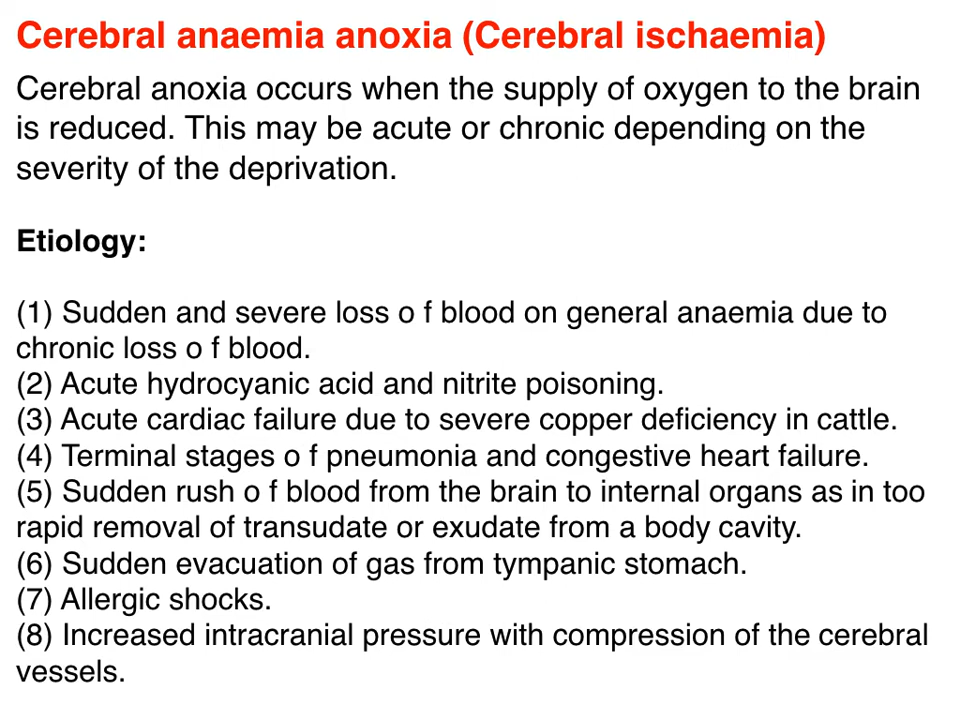 Cerebral anaemia anoxia (Cerebral ischaemia)
Cerebral anoxia occurs when the supply of oxygen to the brain
is reduced. This may be acute or chronic depending on the
severity of the deprivation.
Etiology:
(1) Sudden and severe loss o f blood on general anaemia due to
chronic loss o f blood.
(2) Acute hydrocyanic acid and nitrite poisoning.
(3) Acute cardiac failure due to severe copper deficiency in cattle.
(4) Terminal stages o f pneumonia and congestive heart failure.
(5) Sudden rush o f blood from the brain to internal organs as in too
rapid removal of transudate or exudate from a body cavity.
(6) Sudden evacuation of gas from tympanic stomach.
(7) Allergic shocks.
(8) Increased intracranial pressure with compression of the cerebral
vessels.